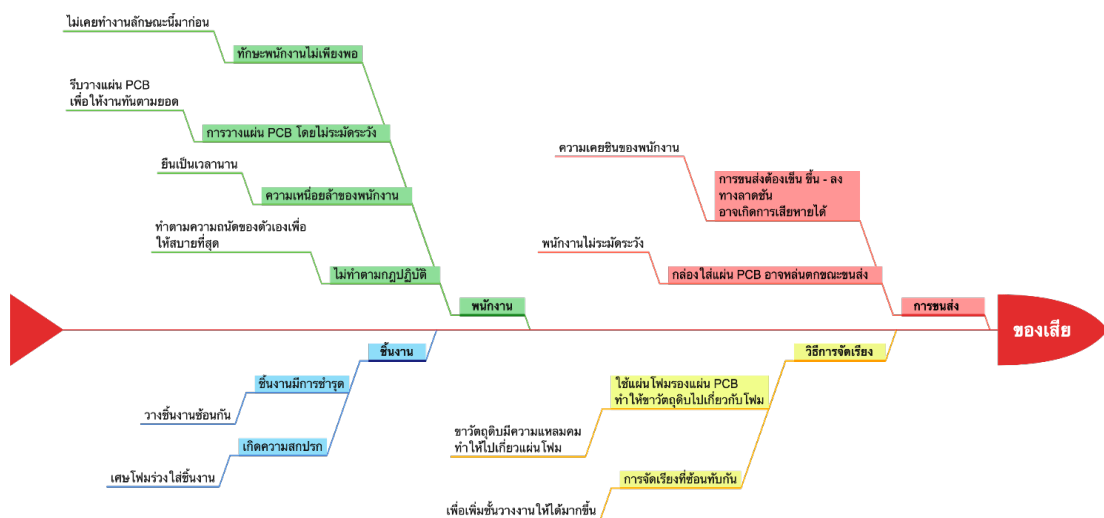 ไม่เคยทำงานลักษณะนี้มาก่อน
ทักษะพนักงานไม่เพียงพอ
รีบวางแผ่น PCB
เพื่อให้งานทันตามยอด
การวางแผ่น PCB โดยไม่ระมัดระวัง
ยืนเป็นเวลานาน
ความเหนื่อยล้าของพนักงาน
ทำตามความถนัดของตัวเองเพื่อ
ให้สบายที่สุด
ไม่ทำตามกฎปฏิบัติ
พนักงาน
ความเคยชินของพนักงาน
การขนส่งต้องเข็น ขึ้น - ลง
ทางลาดชัน
อาจเกิดการเสียหายได้
พนักงานไม่ระมัดระวัง
กล่องใส่แผ่น PCB อาจหล่นตกขณะขนส่ง
การขนส่ง
ของเสีย
ชิ้นงาน
ชิ้นงานมีการชำรุด
วางชิ้นงานซ้อนกัน
เกิดความสกปรก
เศษโฟมร่วงใส่ชิ้นงาน
วิธีการจัดเรียง
ใช้แผ่นโฟมรองแผ่น PCB
ทำให้ขาวัตถุดิบไปเกี่ยวกับโฟม
ขาวัตถุดิบมีความแหลมคม
ทำให้ไปเกี่ยวแผ่นโฟม
การจัดเรียงที่ซ้อนทับกัน
เพื่อเพิ่มชั้นวางงานให้ได้มากขึ้น